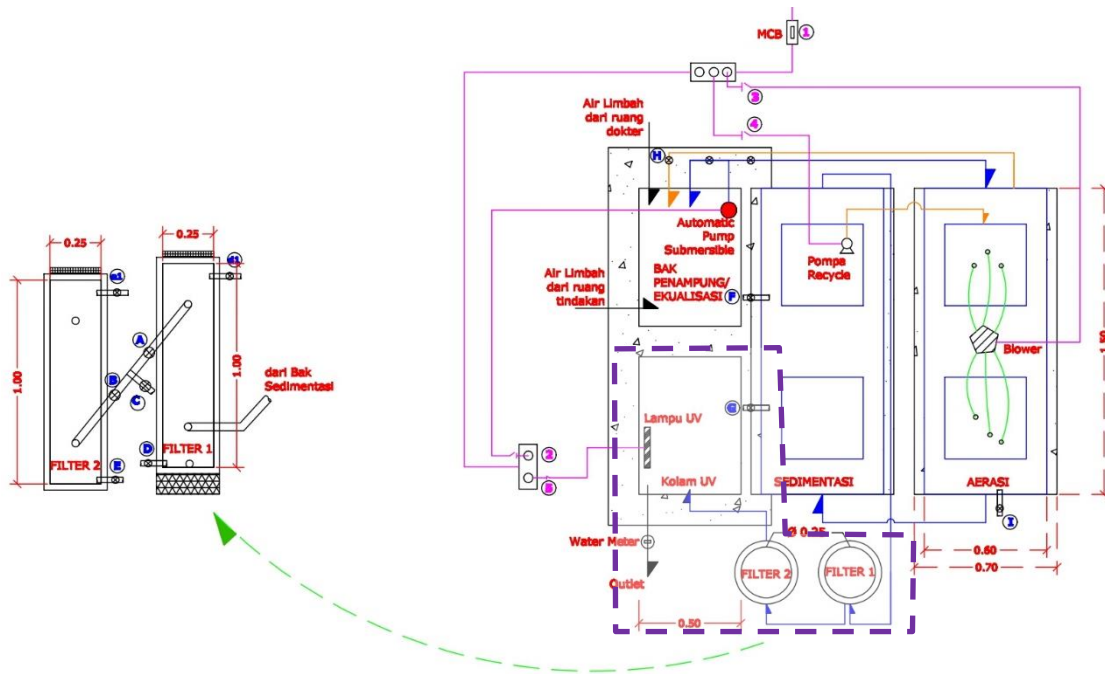 MCB
1
3
4
Air Limbah
dari ruang
dokter
H
Automatic
Pump
Submersible
BAK
PENAMPUNG/
EKUALISASI
Air Limbah
dari ruang
tindakan
F
Pompa
Recycle
Blower
0.25
0.25
A
B
C
D
E
1.00
1.00
FILTER 2
FILTER 1
dari Bak
Sedimentasi
G
Lampu UV
2
5
Kolam UV
SEDIMENTASI
AERASI
I
Water Meter
Outlet
Ø 0.25
FILTER 2
FILTER 1
0.50
0.60
0.70